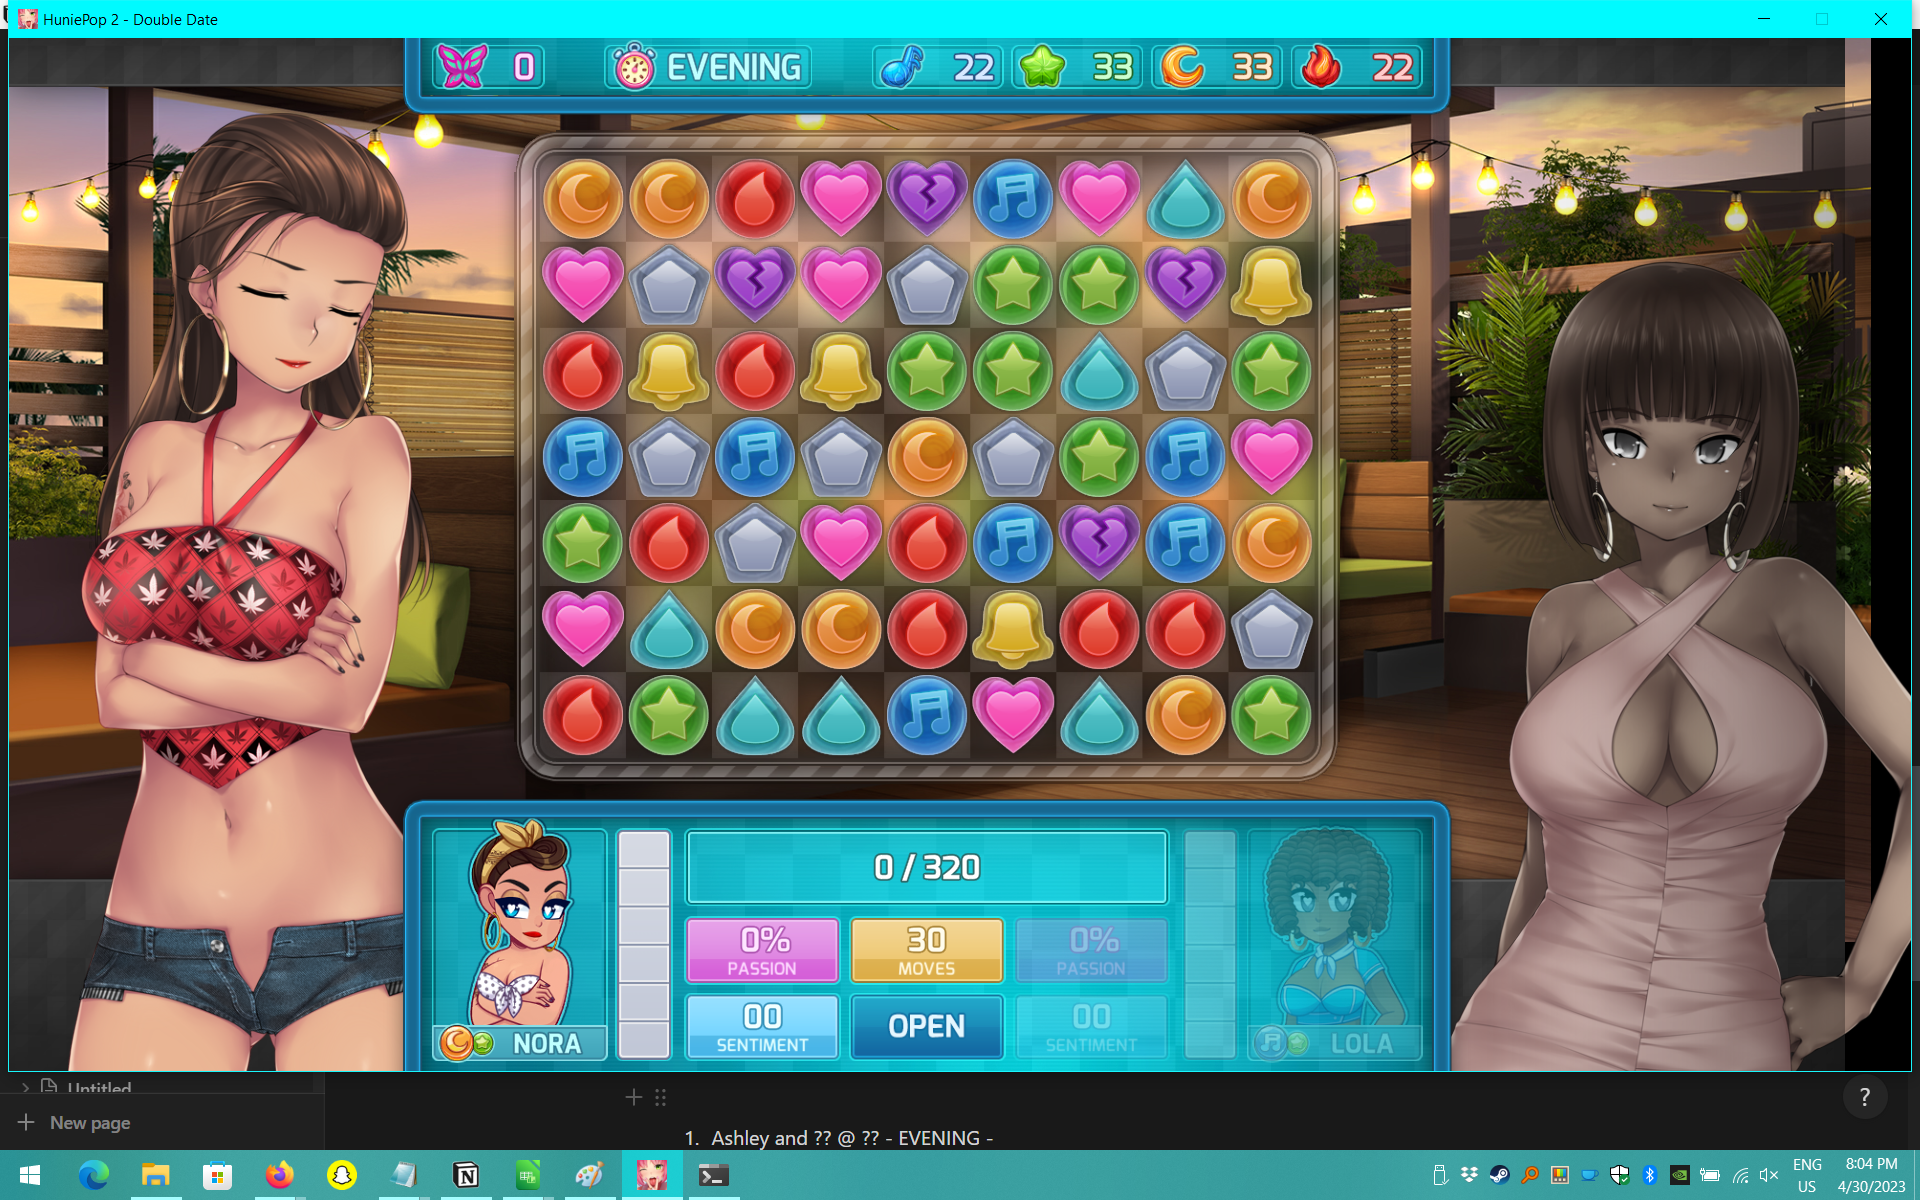 HuniePop 2 - Double Date
0
EVENING
22
33
33
22
0 / 320
0%
PASSION
30
MOVES
0%
PASSION
00
SENTIMENT
OPEN
00
SENTIMENT
NORA
LOLA
Untitled
New page
?
1. Ashley and ?? @ ?? - EVENING -
ENG
US
8:04 PM
4/30/2023